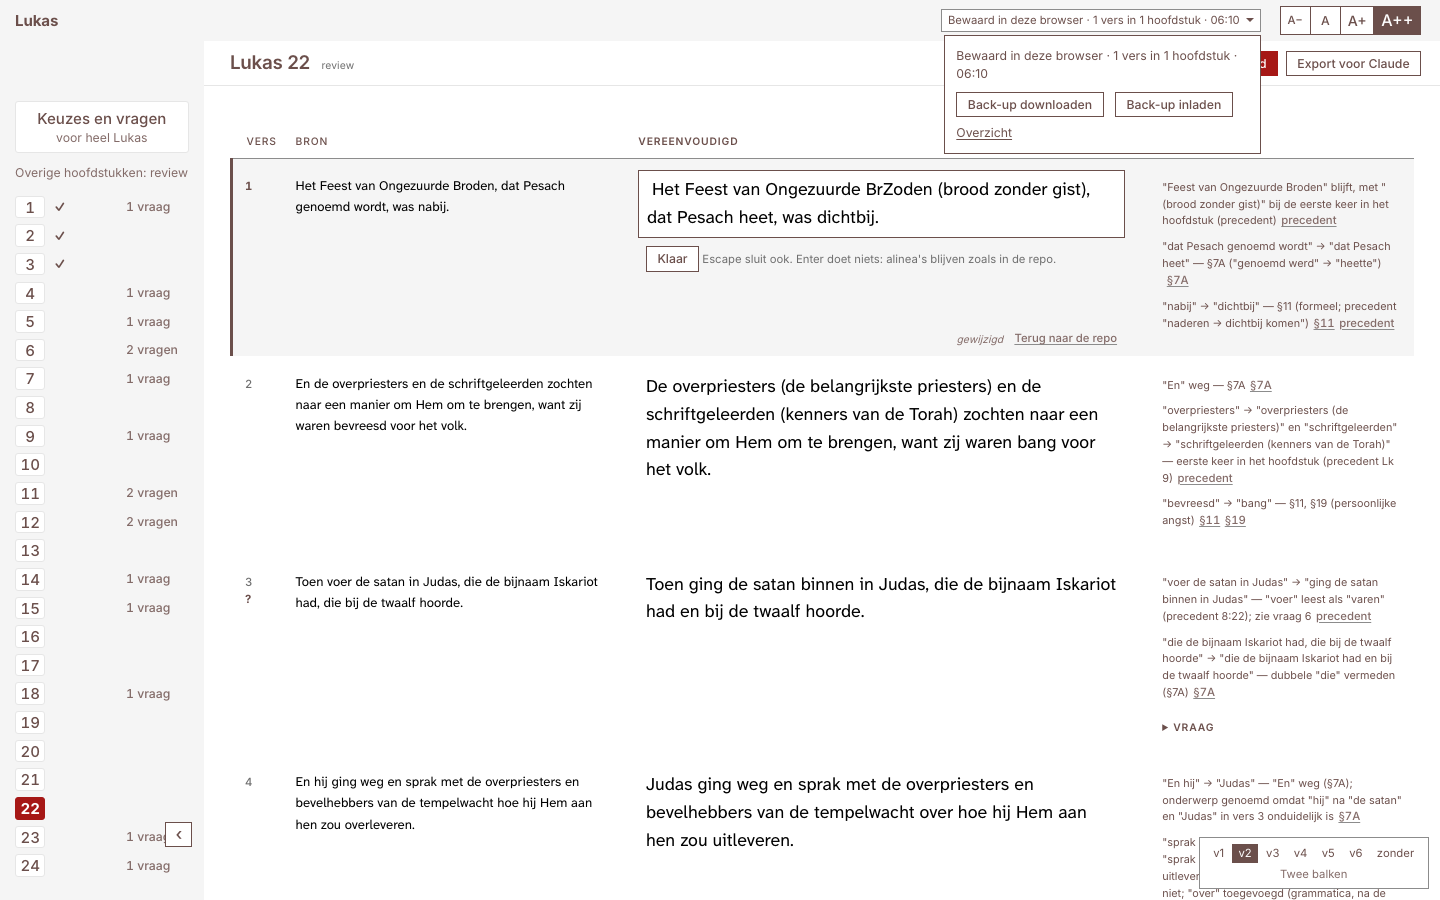 Lukas
Bewaard in deze browser · 1 vers in 1 hoofdstuk · 06:10
A−
A
A+
A++
Lukas 22 review
d
Export voor Claude
Bewaard in deze browser · 1 vers in 1 hoofdstuk ·
06:10
Back-up downloaden
Back-up inladen
Overzicht
Keuzes en vragen
voor heel Lukas
Overige hoofdstukken: review
1 ✓ 1 vraag
2 ✓
3 ✓
4 1 vraag
5 1 vraag
6 2 vragen
7 1 vraag
8
9 1 vraag
10
11 2 vragen
12 2 vragen
13
14 1 vraag
15 1 vraag
16
17
18 1 vraag
19
20
21
22
23 1 vraag
24 1 vraag
‹
VERS BRON VEREENVOUDIGD
1
Het Feest van Ongezuurde Broden, dat Pesach
genoemd wordt, was nabij.
Het Feest van Ongezuurde BrZoden (brood zonder gist),
dat Pesach heet, was dichtbij.
Klaar Escape sluit ook. Enter doet niets: alinea's blijven zoals in de repo.
gewijzigd Terug naar de repo
"Feest van Ongezuurde Broden" blijft, met "
(brood zonder gist)" bij de eerste keer in het
hoofdstuk (precedent) precedent
"dat Pesach genoemd wordt" → "dat Pesach
heet" — §7A ("genoemd werd" → "heette")
§7A
"nabij" → "dichtbij" — §11 (formeel; precedent
"naderen → dichtbij komen") §11 precedent
2
En de overpriesters en de schriftgeleerden zochten
naar een manier om Hem om te brengen, want zij
waren bevreesd voor het volk.
De overpriesters (de belangrijkste priesters) en de
schriftgeleerden (kenners van de Torah) zochten naar een
manier om Hem om te brengen, want zij waren bang voor
het volk.
"En" weg — §7A §7A
"overpriesters" → "overpriesters (de
belangrijkste priesters)" en "schriftgeleerden"
→ "schriftgeleerden (kenners van de Torah)"
— eerste keer in het hoofdstuk (precedent Lk
9) precedent
"bevreesd" → "bang" — §11, §19 (persoonlijke
angst) §11 §19
3
?
Toen voer de satan in Judas, die de bijnaam Iskariot
had, die bij de twaalf hoorde.
Toen ging de satan binnen in Judas, die de bijnaam Iskariot
had en bij de twaalf hoorde.
"voer de satan in Judas" → "ging de satan
binnen in Judas" — "voer" leest als "varen"
(precedent 8:22); zie vraag 6 precedent
"die de bijnaam Iskariot had, die bij de twaalf
hoorde" → "die de bijnaam Iskariot had en bij
de twaalf hoorde" — dubbele "die" vermeden
(§7A) §7A
▶ VRAAG
4
En hij ging weg en sprak met de overpriesters en
bevelhebbers van de tempelwacht hoe hij Hem aan
hen zou overleveren.
Judas ging weg en sprak met de overpriesters en
bevelhebbers van de tempelwacht over hoe hij Hem aan
hen zou uitleveren.
"En hij" → "Judas" — "En" weg (§7A);
onderwerp genoemd omdat "hij" na "de satan"
en "Judas" in vers 3 onduidelijk is §7A
"sprak
"sprak
uitlever
niet; "over" toegevoegd (grammatica, na de
v1 v2 v3 v4 v5 v6 zonder
Twee balken